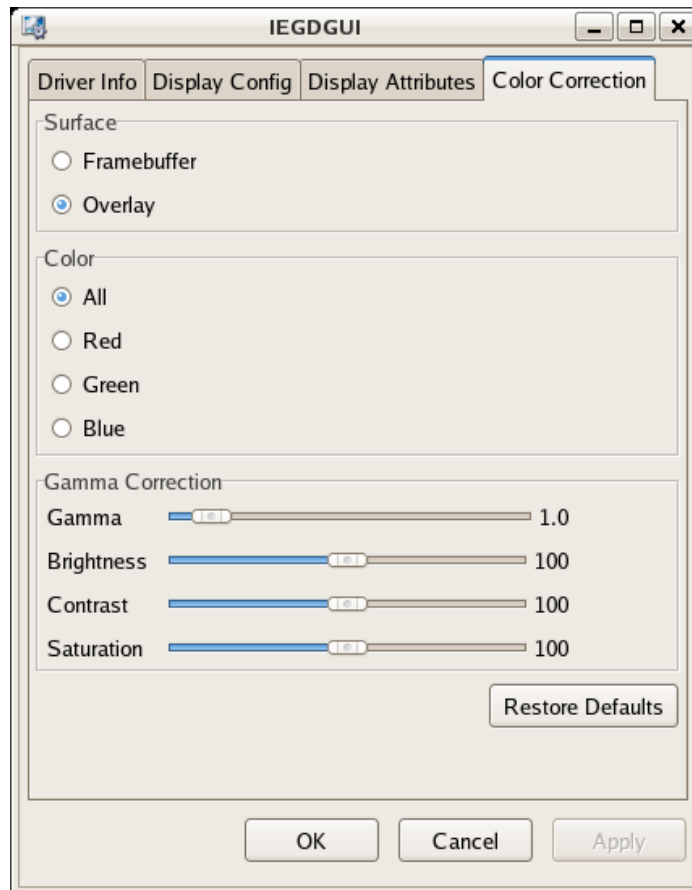 IEGDGUI
Driver Info Display Config Display Attributes Color Correction
Surface
Framebuffer
Overlay
Color
All
Red
Green
Blue
Gamma Correction
Gamma 1.0
Brightness 100
Contrast 100
Saturation 100
Restore Defaults
OK Cancel Apply